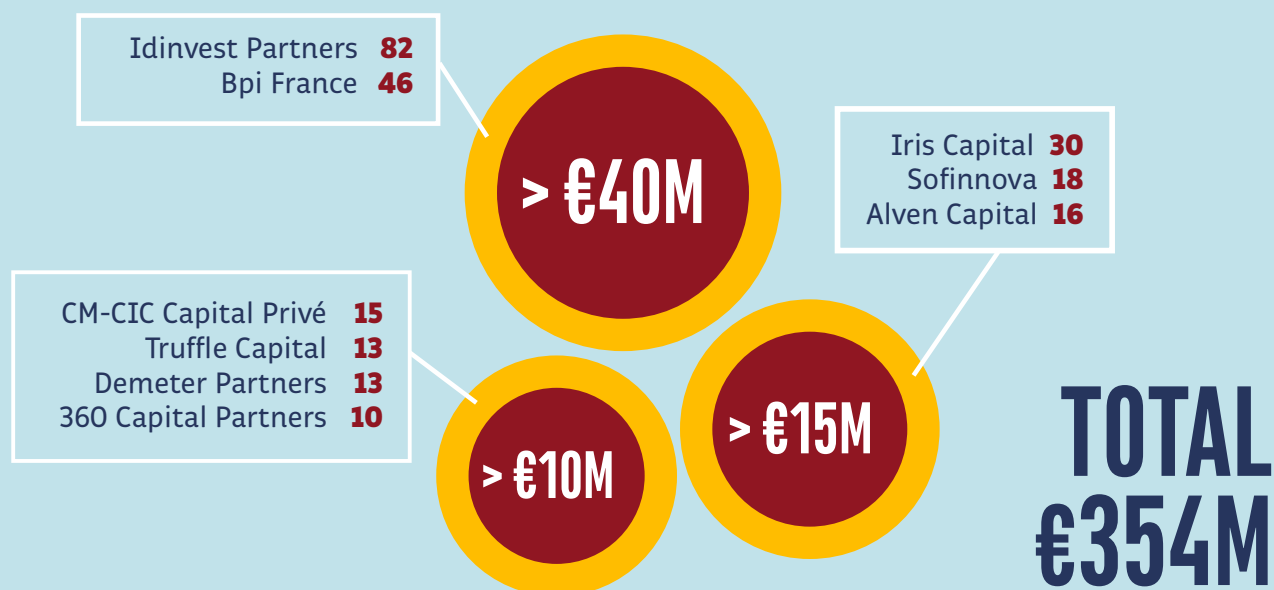 Idinvest Partners 82
Bpi France 46
> €40M
Iris Capital 30
Sofinnova 18
Alven Capital 16
CM-CIC Capital Privé 15
Truffle Capital 13
Demeter Partners 13
360 Capital Partners 10
> €10M
> €15M
TOTAL
€354M